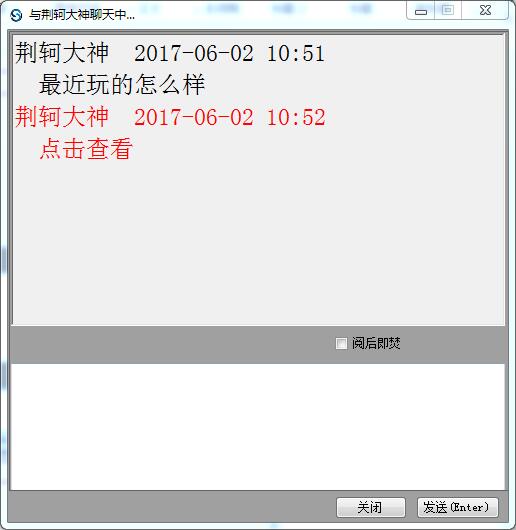 与荆轲大神聊天中...
荆轲大神 2017-06-02 10:51
最近玩的怎么样
荆轲大神 2017-06-02 10:52
点击查看
阅后即焚
关闭
发送(Enter)